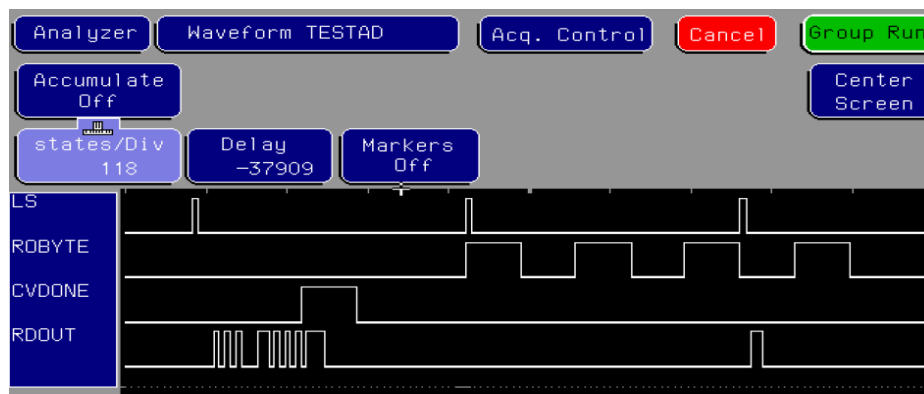 Analyzer
Waveform TESTAD
Acq. Control
Cancel
Group Run
Accumulate
Off
Center
Screen
states/Div
118
Delay
-37909
Markers
Off
LS
ROBYTE
CVDONE
RDOUT